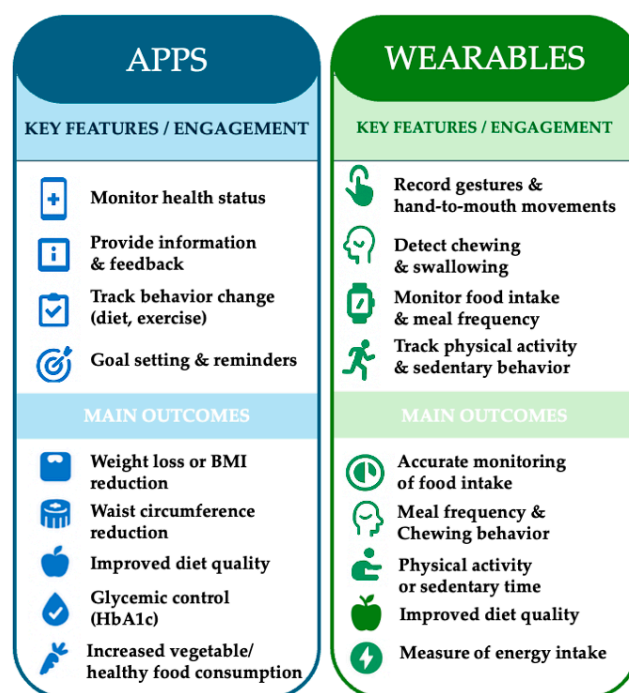 APPS
KEY FEATURES / ENGAGEMENT
Monitor health status
Provide information
& feedback
Track behavior change
(diet, exercise)
Goal setting & reminders
MAIN OUTCOMES
Weight loss or BMI
reduction
Waist circumference
reduction
Improved diet quality
Glycemic control
(HbA1c)
Increased vegetable/
healthy food consumption
WEARABLES
KEY FEATURES / ENGAGEMENT
Record gestures &
hand-to-mouth movements
Detect chewing
& swallowing
Monitor food intake
& meal frequency
Track physical activity
& sedentary behavior
MAIN OUTCOMES
Accurate monitoring
of food intake
Meal frequency &
Chewing behavior
Physical activity
or sedentary time
Improved diet quality
Measure of energy intake